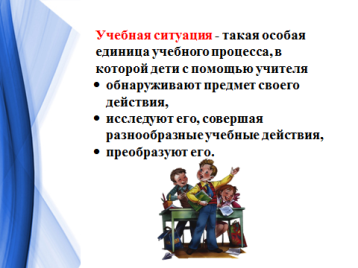 Учебная ситуация - такая особая
единица учебного процесса, в
которой дети с помощью учителя
• обнаруживают предмет своего
действия,
• исследуют его, совершая
разнообразные учебные действия,
• преобразуют его.